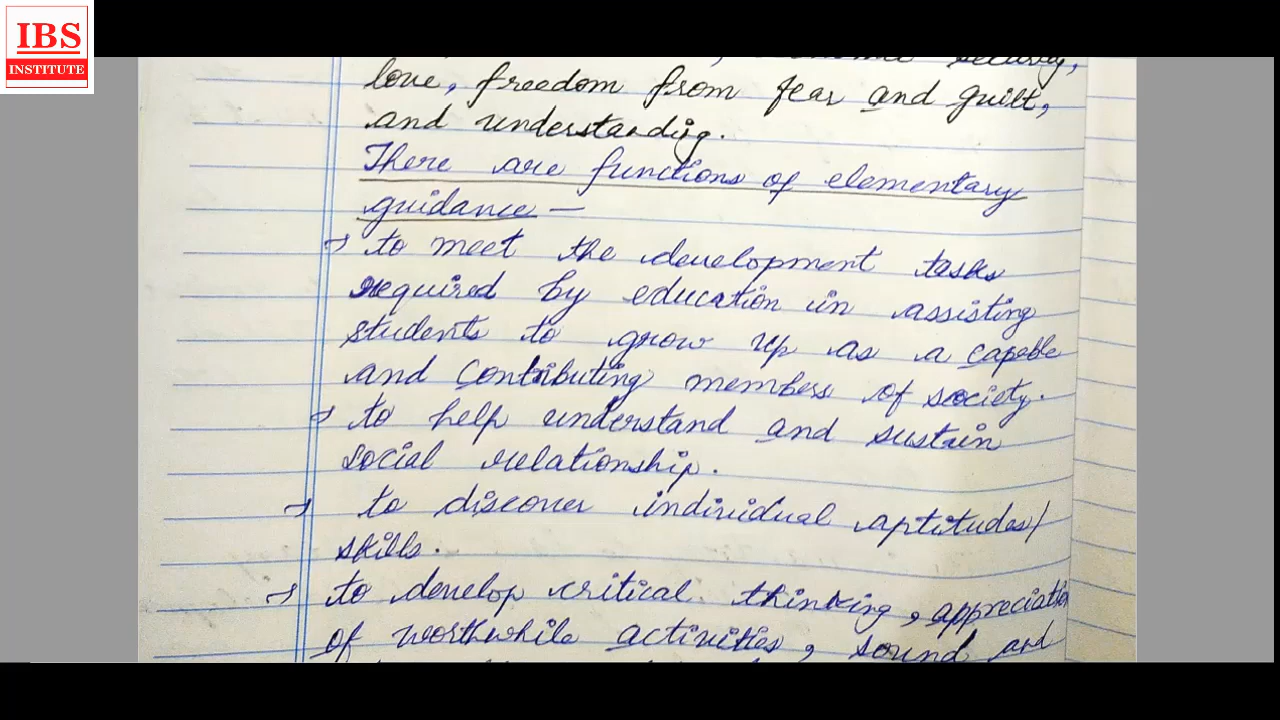 IBS
INSTITUTE
security,
love, freedom from fear and guilt,
and understanding.
There are functions of elementary
guidance —
→ to meet the development tasks
required by education in assisting
students to grow up as a capable
and contributing members of society.
→ to help understand and sustain
social relationship.
→ to discover individual aptitudes/
skills.
→ to develop critical thinking, appreciation
of worthwhile activities, sound and